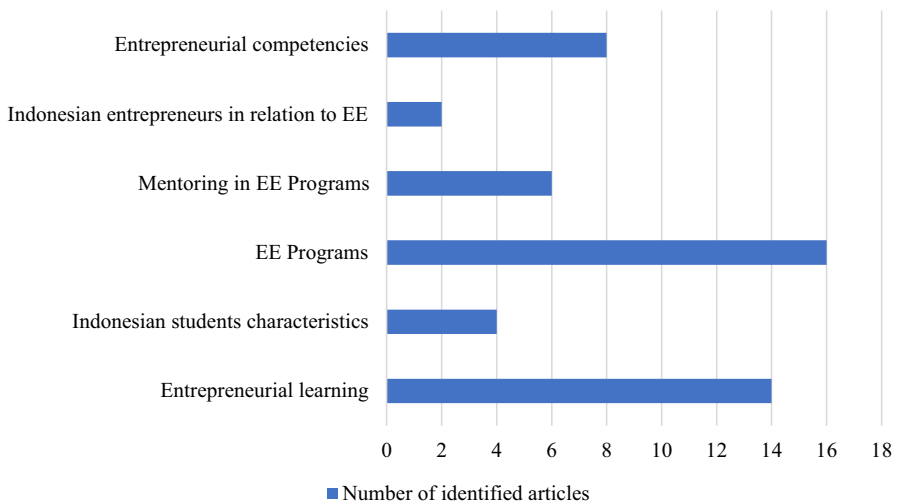 Entrepreneurial competencies
Indonesian entrepreneurs in relation to EE
Mentoring in EE Programs
EE Programs
Indonesian students characteristics
Entrepreneurial learning
0 2 4 6 8 10 12 14 16 18
Number of identified articles